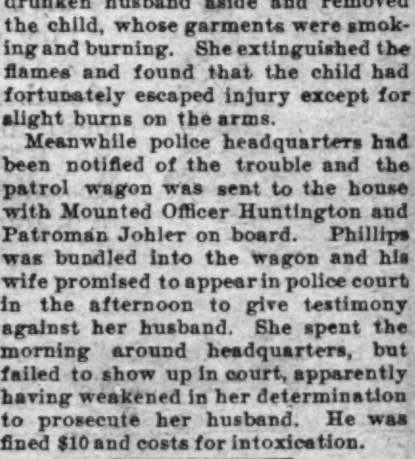 drunken husband aside and removed
the child, whose garments were smok-
ing and burning. She extinguished the
flames and found that the child had
fortunately escaped injury except for
slight burns on the arms.
Meanwhile police headquarters had
been notified of the trouble and the
patrol wagon was sent to the house
with Mounted Officer Huntington and
Patroman Johler on board. Phillips
was bundled into the wagon and his
wife promised to appear in police court
in the afternoon to give testimony
against her husband. She spent the
morning around headquarters, but
failed to show up in court, apparently
having weakened in her determination
to prosecute her husband. He was
fined $10 and costs for intoxication.